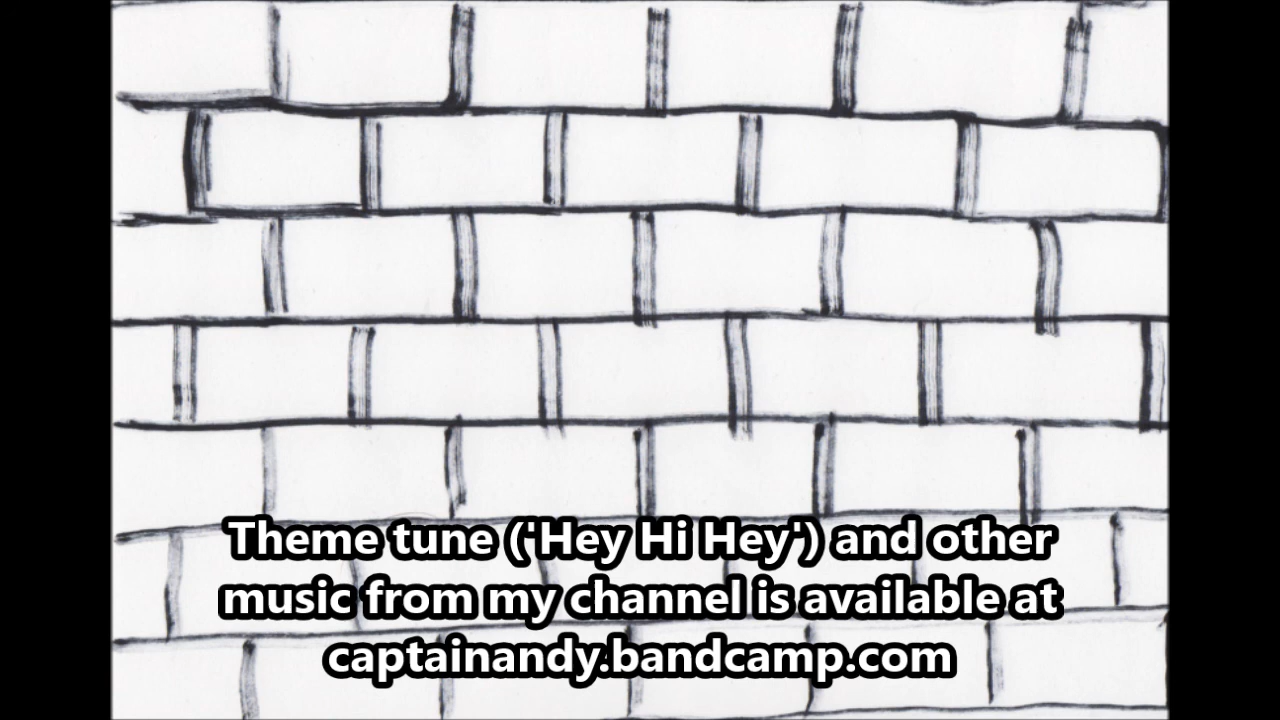 Theme tune ('Hey Hi Hey') and other
music from my channel is available at
captainandy.bandcamp.com